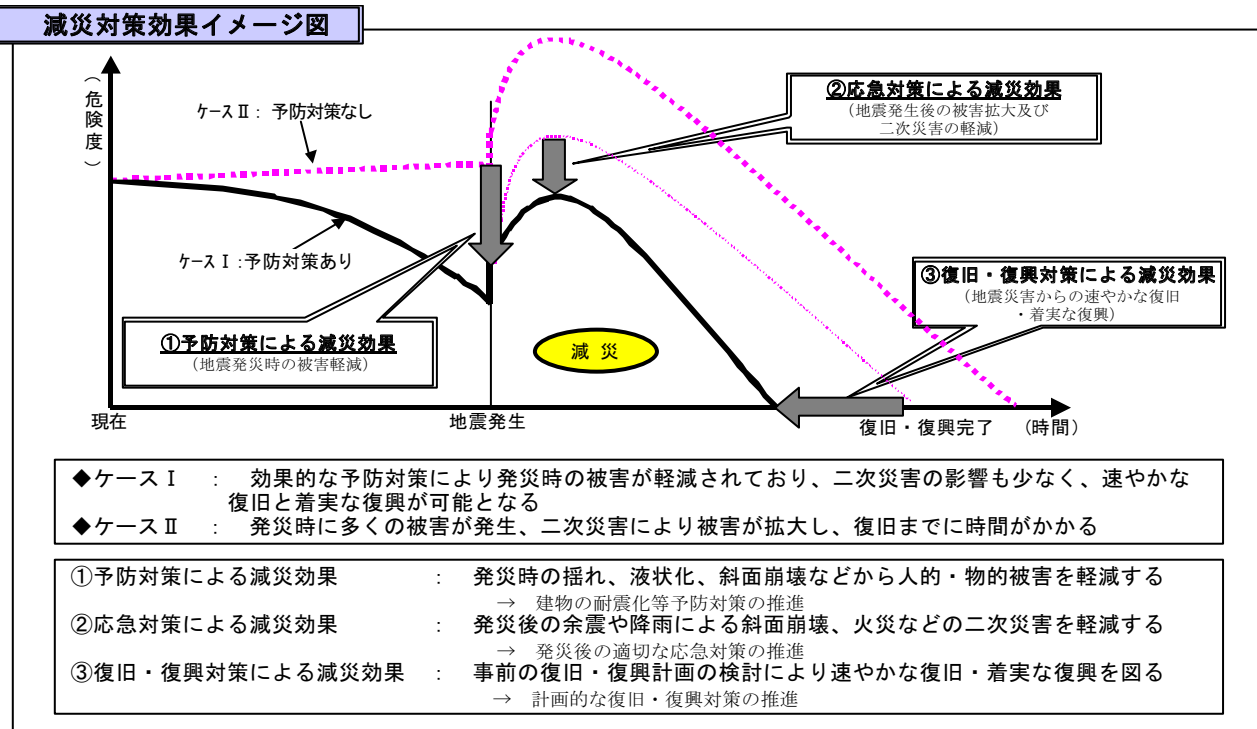 減災対策効果イメージ図
(危険度)
ケースⅡ：予防対策なし
②応急対策による減災効果
(地震発生後の被害拡大及び
二次災害の軽減)
ケースⅠ：予防対策あり
③復旧・復興対策による減災効果
(地震災害からの速やかな復旧
・着実な復興)
①予防対策による減災効果
(地震発災時の被害軽減)
減 災
現在
地震発生
復旧・復興完了
(時間)
◆ケースⅠ ： 効果的な予防対策により発災時の被害が軽減されており、二次災害の影響も少なく、速やかな
復旧と着実な復興が可能となる
◆ケースⅡ ： 発災時に多くの被害が発生、二次災害により被害が拡大し、復旧までに時間がかかる
①予防対策による減災効果 ： 発災時の揺れ、液状化、斜面崩壊などから人的・物的被害を軽減する
→ 建物の耐震化等予防対策の推進
②応急対策による減災効果 ： 発災後の余震や降雨による斜面崩壊、火災などの二次災害を軽減する
→ 発災後の適切な応急対策の推進
③復旧・復興対策による減災効果 ： 事前の復旧・復興計画の検討により速やかな復旧・着実な復興を図る
→ 計画的な復旧・復興対策の推進